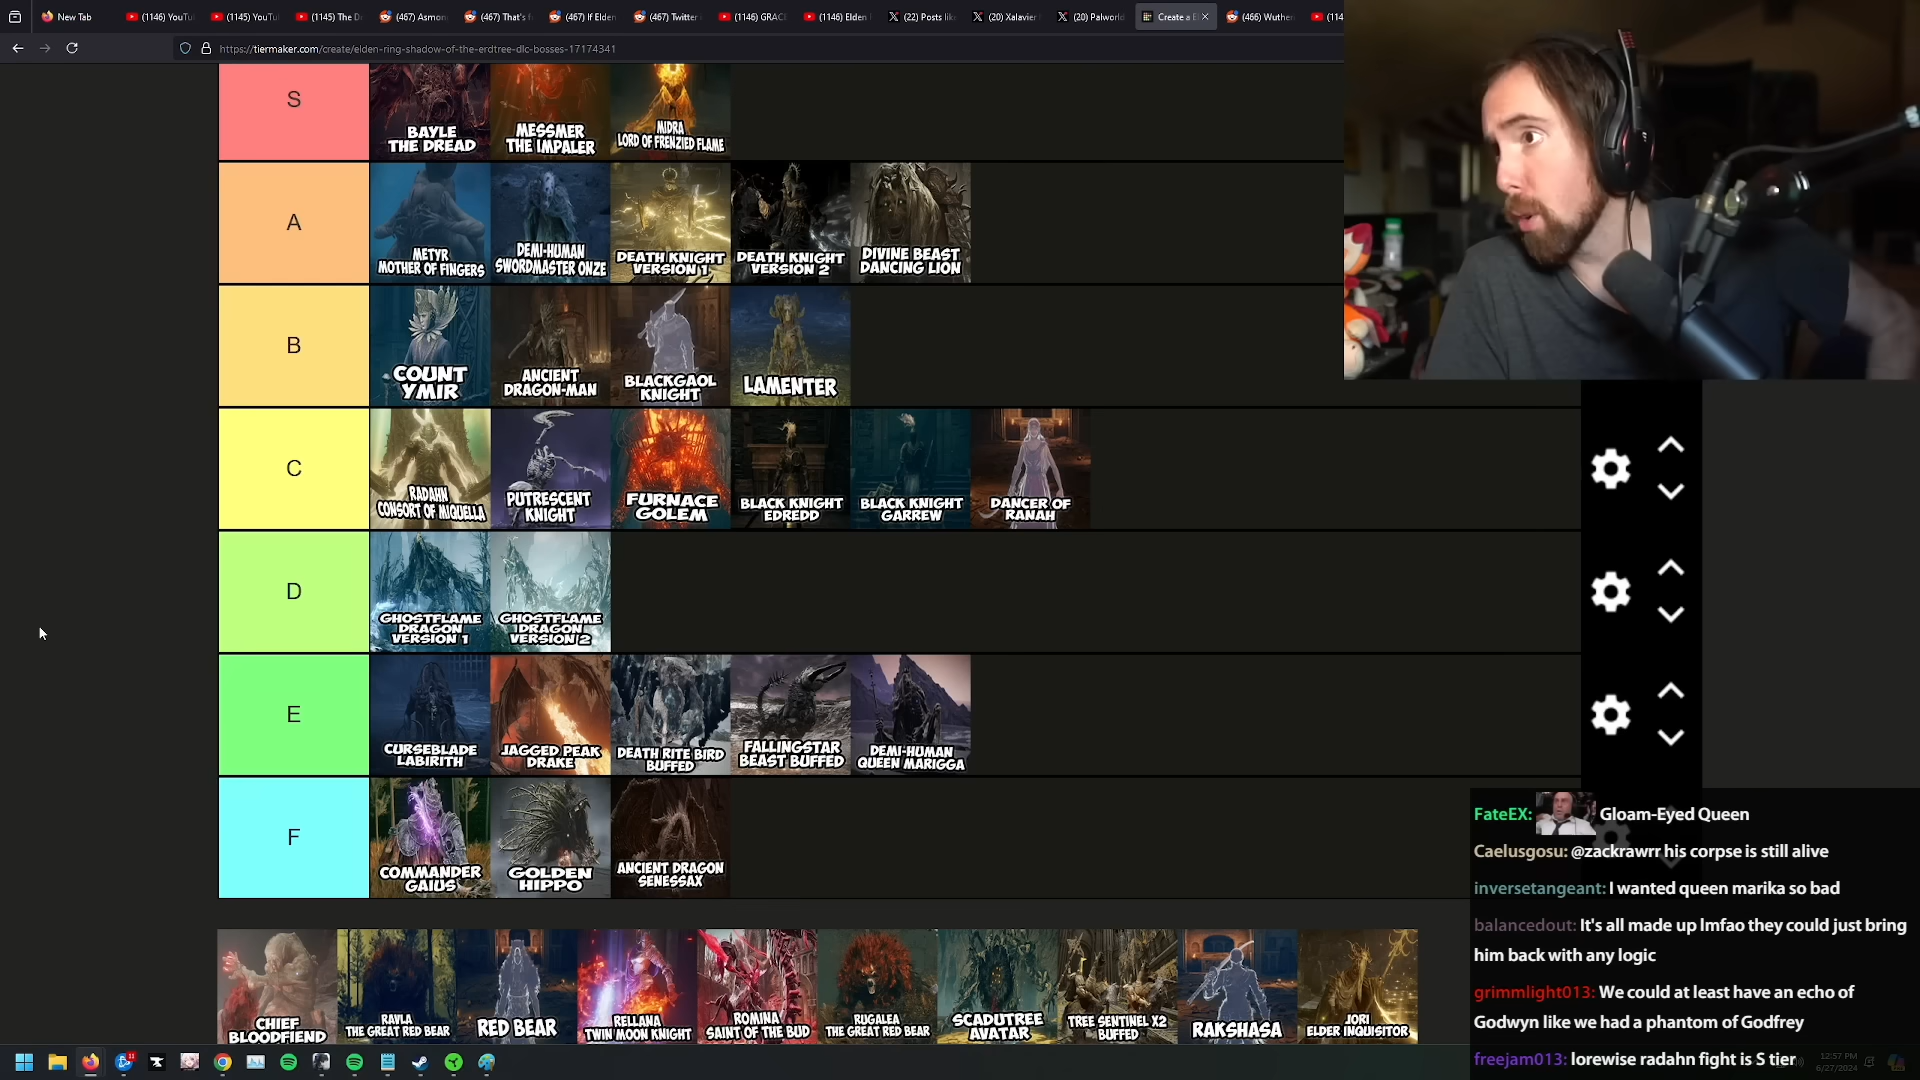 New Tab
(1146) YouTu
(1145) YouTu
(1145) The D
(467) Asmon
(467) That's f
(467) If Elden
(467) Twitter
(1146) GRAC
(1146) Elden
(22) Posts lik
(20) Xalavier
(20) Palworld
Create a E
(466) Wuthe
(114
https://tiermaker.com/create/elden-ring-shadow-of-the-erdtree-dlc-bosses-17174341
S
BAYLE
THE DREAD
MESSMER
THE IMPALER
MIDRA
LORD OF FRENZIED FLAME
A
METYR
MOTHER OF FINGERS
DEMI-HUMAN
SWORDMASTER ONZE
DEATH KNIGHT
VERSION 1
DEATH KNIGHT
VERSION 2
DIVINE BEAST
DANCING LION
B
COUNT
YMIR
ANCIENT
DRAGON-MAN
BLACKGAOL
KNIGHT
LAMENTER
C
RADAHN
CONSORT OF MIQUELLA
PUTRESCENT
KNIGHT
FURNACE
GOLEM
BLACK KNIGHT
EDREDD
BLACK KNIGHT
GARREW
DANCER OF
RANAH
D
GHOSTFLAME
DRAGON
VERSION 1
GHOSTFLAME
DRAGON
VERSION 2
E
CURSEBLADE
LABIRITH
JAGGED PEAK
DRAKE
DEATH RITE BIRD
BUFFED
FALLINGSTAR
BEAST BUFFED
DEMI-HUMAN
QUEEN MARIGGA
F
COMMANDER
GAIUS
GOLDEN
HIPPO
ANCIENT DRAGON
SENESSAX
CHIEF
BLOODFIEND
RAVLA
THE GREAT RED BEAR
RED BEAR
RELLANA
TWIN MOON KNIGHT
ROMINA
SAINT OF THE BUD
RUGALEA
THE GREAT RED BEAR
SCADUTREE
AVATAR
TREE SENTINEL X2
BUFFED
RAKSHASA
JORI
ELDER INQUISITOR
FateEX: Gloam-Eyed Queen
Caelusgosu: @zackrawrr his corpse is still alive
inversetangeant: I wanted queen marika so bad
balancedout: It's all made up lmfao they could just bring
him back with any logic
grimmlight013: We could at least have an echo of
Godwyn like we had a phantom of Godfrey
freejam013: lorewise radahn fight is S tier
12:57 PM
6/27/2024